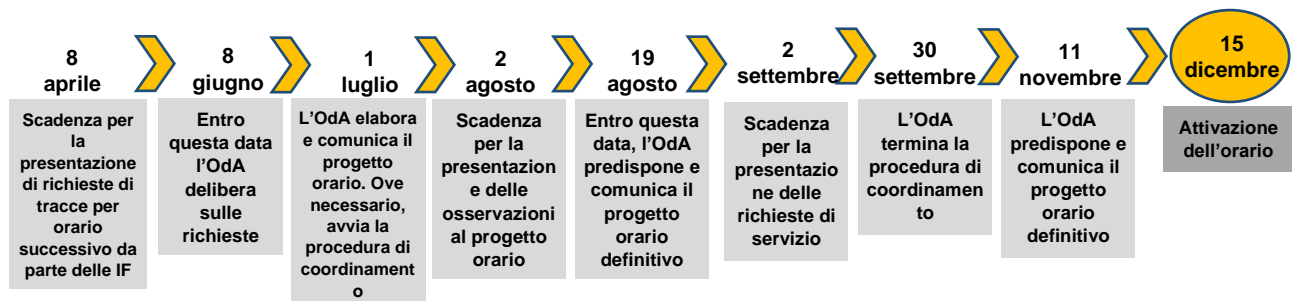 8
aprile
Scadenza per
la
presentazione
di richieste di
tracce per
orario
successivo da
parte delle IF
8
giugno
Entro
questa data
l'OdA
delibera
sulle
richieste
1
luglio
L'OdA elabora
e comunica il
progetto
orario. Ove
necessario,
avvia la
procedura di
coordinament
o
2
agosto
Scadenza
per la
presentazion
e delle
osservazioni
al progetto
orario
19
agosto
Entro questa
data, l'OdA
predispone e
comunica il
progetto
orario
definitivo
2
settembre
Scadenza
per la
presentazio
ne delle
richieste di
servizio
30
settembre
L'OdA
termina la
procedura di
coordinamen
to
11
novembre
L'OdA
predispone e
comunica il
progetto
orario
definitivo
15
dicembre
Attivazione
dell'orario